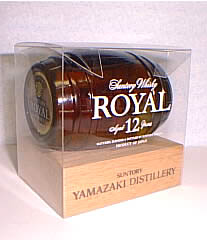 Suntory Whisky
ROYAL
Aged 12 Years
PRODUCT OF JAPAN
SUNTORY
YAMAZAKI DISTILLERY